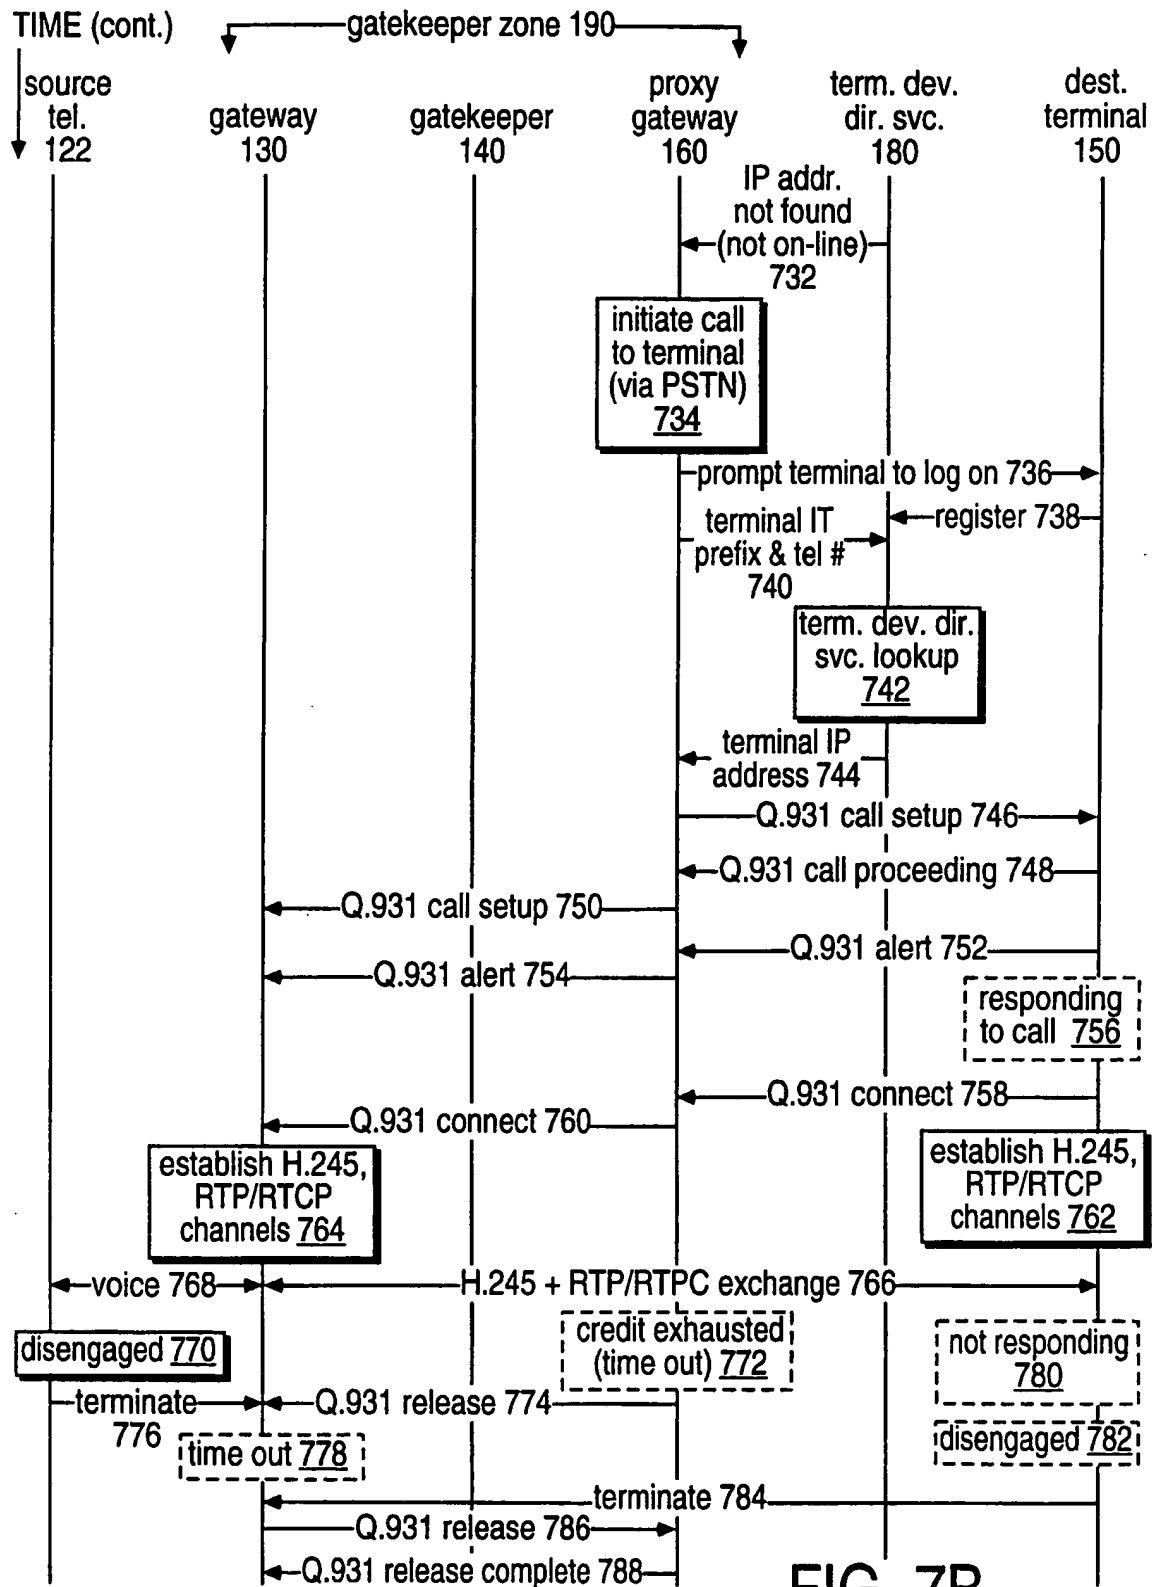 TIME (cont.)
gatekeeper zone 190
source
tel.
122
gateway
130
gatekeeper
140
proxy
gateway
160
term. dev.
dir. svc.
180
dest.
terminal
150
IP addr.
not found
(not on-line)
732
initiate call
to terminal
(via PSTN)
734
prompt terminal to log on 736
register 738
terminal IT
prefix & tel #
740
term. dev. dir.
svc. lookup
742
terminal IP
address 744
Q.931 call setup 746
Q.931 call proceeding 748
Q.931 call setup 750
Q.931 alert 752
Q.931 alert 754
responding
to call 756
Q.931 connect 758
Q.931 connect 760
establish H.245,
RTP/RTCP
channels 764
establish H.245,
RTP/RTCP
channels 762
voice 768
H.245 + RTP/RTPC exchange 766
disengaged 770
credit exhausted
(time out) 772
not responding
780
terminate
776
Q.931 release 774
time out 778
disengaged 782
terminate 784
Q.931 release 786
Q.931 release complete 788
FIG. 7B